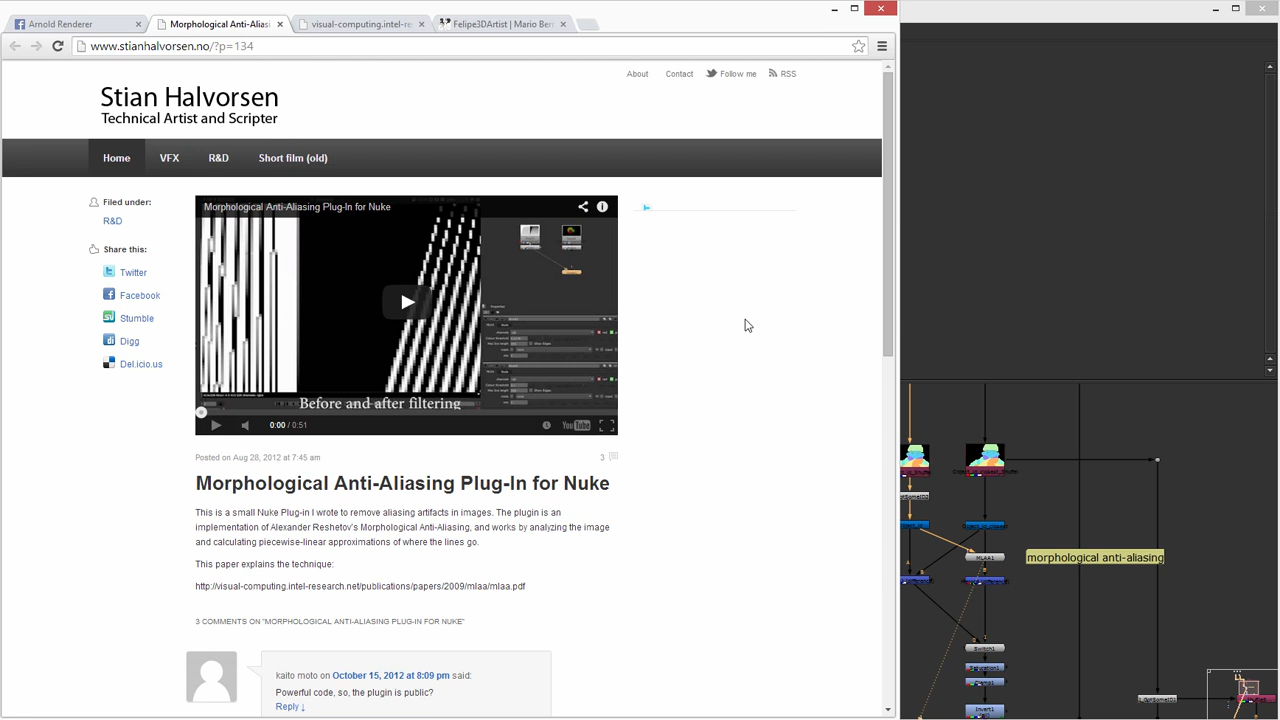 Arnold Renderer
Morphological Anti-Alias
visual-computing.intel-re
Felipe3DArtist | Mario Ber
www.stianhalvorsen.no/?p=134
About Contact Follow me RSS
Stian Halvorsen
Technical Artist and Scripter
Home VFX R&D Short film (old)
Filed under:
R&D
Share this:
Twitter
Facebook
Stumble
Digg
Del.icio.us
Morphological Anti-Aliasing Plug-In for Nuke
Before and after filtering
0:00 / 0:51
YouTube
Posted on Aug 28, 2012 at 7:45 am
3
Morphological Anti-Aliasing Plug-In for Nuke
This is a small Nuke Plug-in I wrote to remove aliasing artifacts in images. The plugin is an
implementation of Alexander Reshetov's Morphological Anti-Aliasing, and works by analyzing the image
and calculating piecewise-linear approximations of where the lines go.
This paper explains the technique:
http://visual-computing.intel-research.net/publications/papers/2009/mlaa/mlaa.pdf
3 COMMENTS ON "MORPHOLOGICAL ANTI-ALIASING PLUG-IN FOR NUKE"
kaito moto on October 15, 2012 at 8:09 pm said:
Powerful code, so, the plugin is public?
Reply ↓
MLAA1
morphological anti-aliasing
Switch1
Saturation1
Invert1